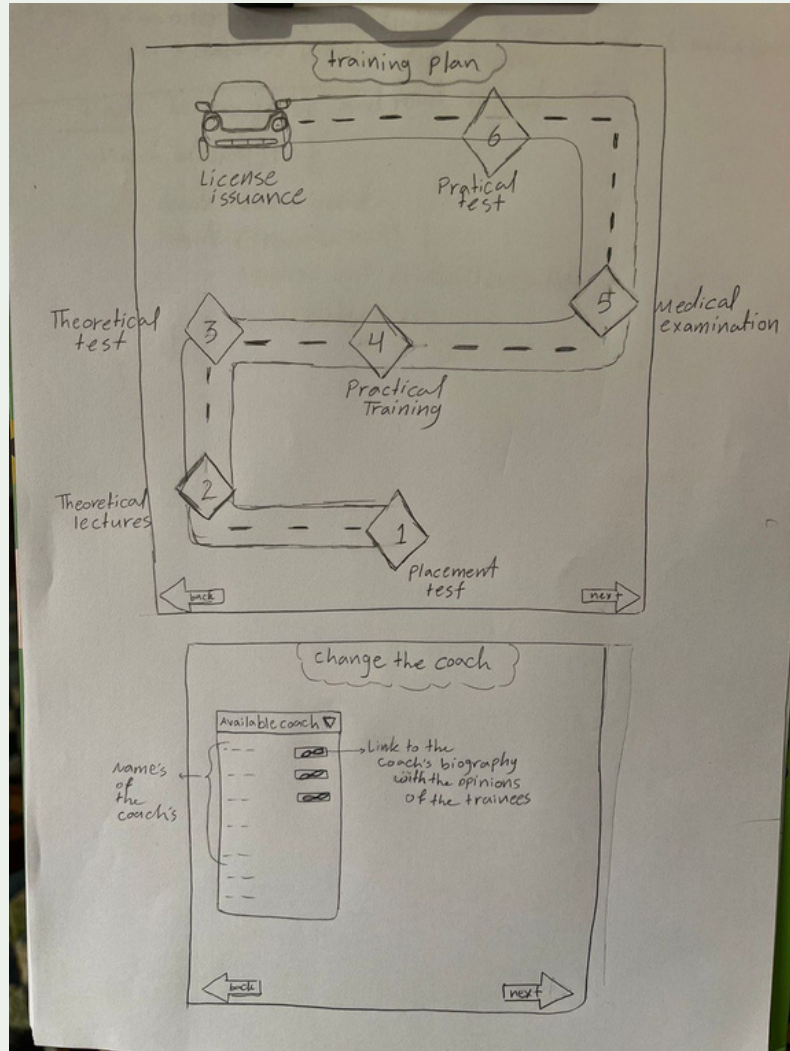 training plan
License
issuance
6
Pratical
test
5
Medical
examination
Theoretical
test
3
4
Practical
Training
2
Theoretical
lectures
1
Placement
test
back
next
change the coach
Available coach
Name's
of
the
coach's
Link to the
coach's biography
with the opinions
of the trainees
back
next